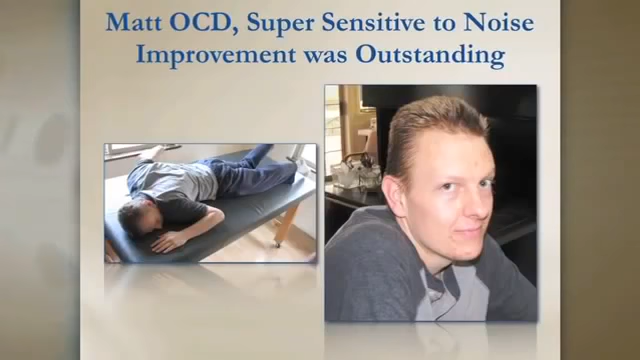 Matt OCD, Super Sensitive to Noise
Improvement was Outstanding